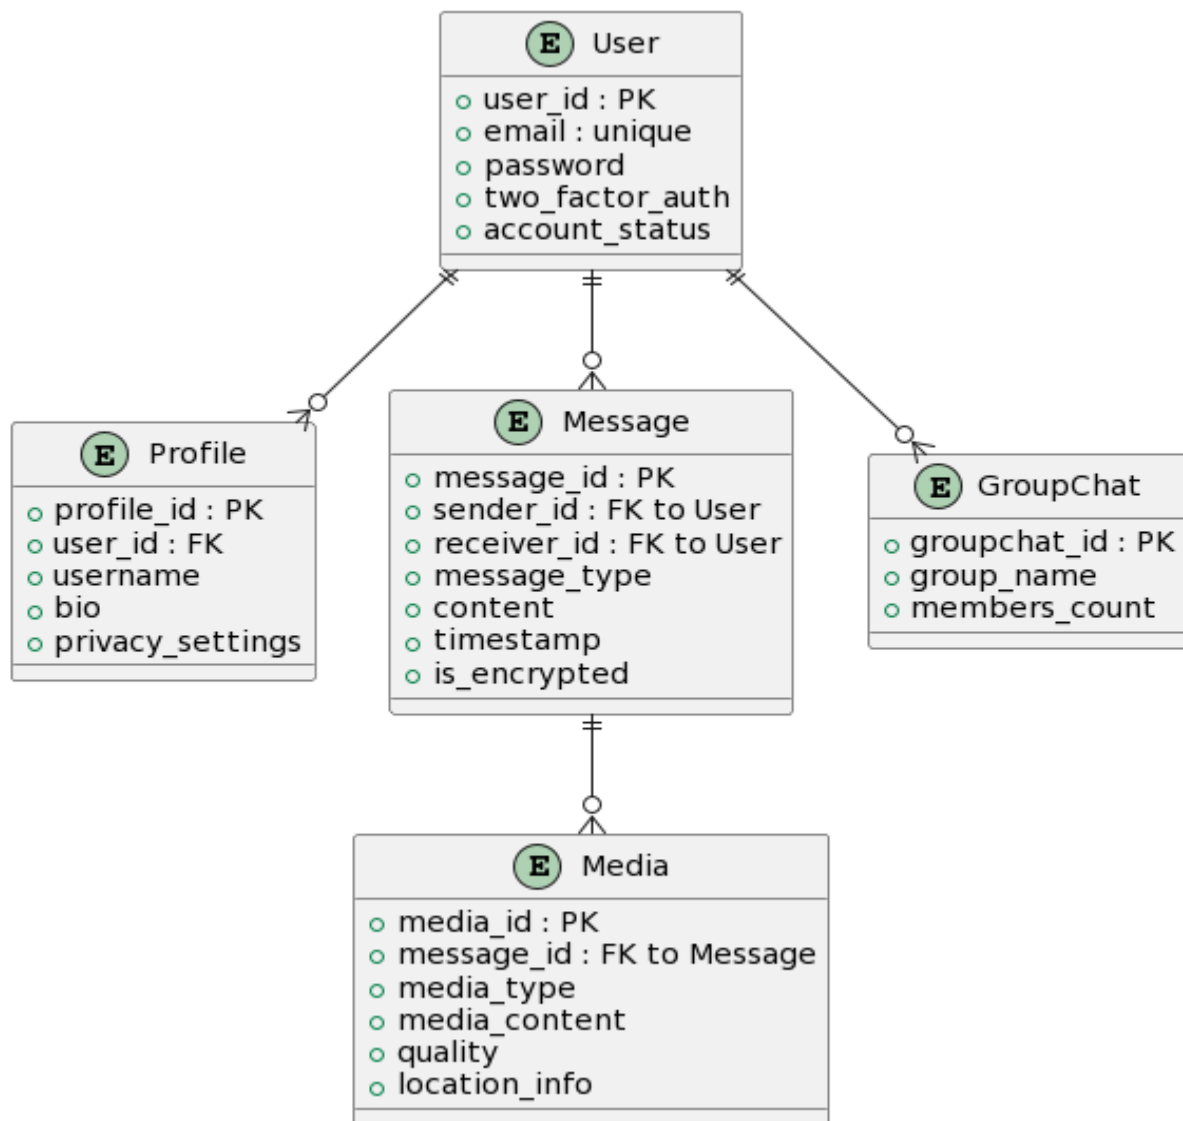 E User
user_id : PK
email : unique
password
two_factor_auth
account_status
E Profile
profile_id : PK
user_id : FK
username
bio
privacy_settings
E Message
message_id : PK
sender_id : FK to User
receiver_id : FK to User
message_type
content
timestamp
is_encrypted
E GroupChat
groupchat_id : PK
group_name
members_count
E Media
media_id : PK
message_id : FK to Message
media_type
media_content
quality
location_info